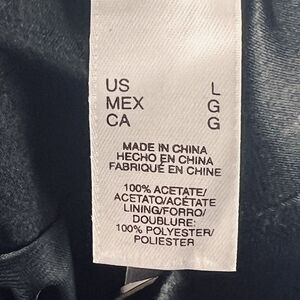 US L
MEX G
CA G
MADE IN CHINA
HECHO EN CHINA
FABRIQUÉ EN CHINE
100% ACETATE/
ACETATO/ACÉTATE
LINING/FORRO/
DOUBLURE:
100% POLYESTER/
POLIESTER